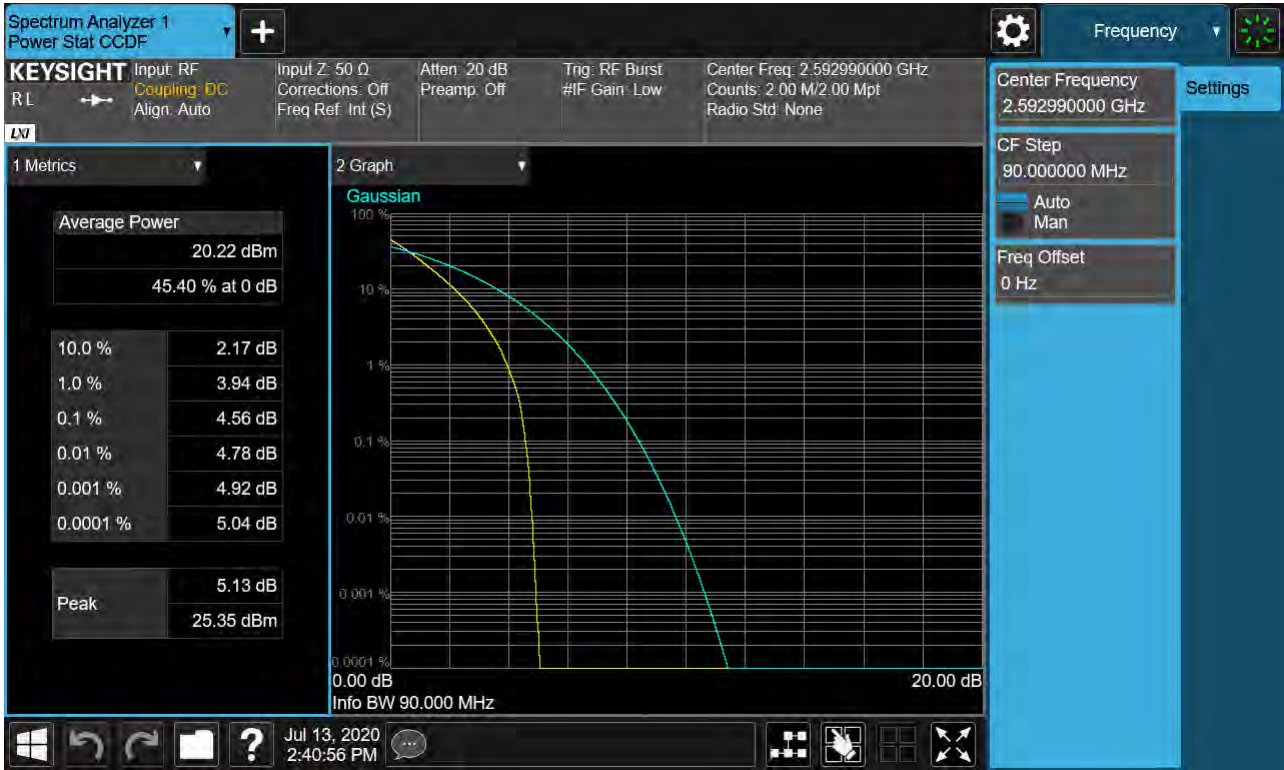 Spectrum Analyzer 1
Power Stat CCDF
Frequency
KEYSIGHT
R L
LXI
Input: RF
Coupling: DC
Align: Auto
Input Z: 50 Ω
Corrections: Off
Freq Ref: Int (S)
Atten: 20 dB
Preamp: Off
Trig: RF Burst
#IF Gain: Low
Center Freq: 2.592990000 GHz
Counts: 2.00 M/2.00 Mpt
Radio Std: None
Center Frequency
2.592990000 GHz
Settings
CF Step
90.000000 MHz
Auto
Man
Freq Offset
0 Hz
1 Metrics
Average Power
20.22 dBm
45.40 % at 0 dB
10.0 % 2.17 dB
1.0 % 3.94 dB
0.1 % 4.56 dB
0.01 % 4.78 dB
0.001 % 4.92 dB
0.0001 % 5.04 dB
Peak
5.13 dB
25.35 dBm
2 Graph
Gaussian
100 %
10 %
1 %
0.1 %
0.01 %
0.001 %
0.0001 %
0.00 dB
20.00 dB
Info BW 90.000 MHz
?
Jul 13, 2020
2:40:56 PM